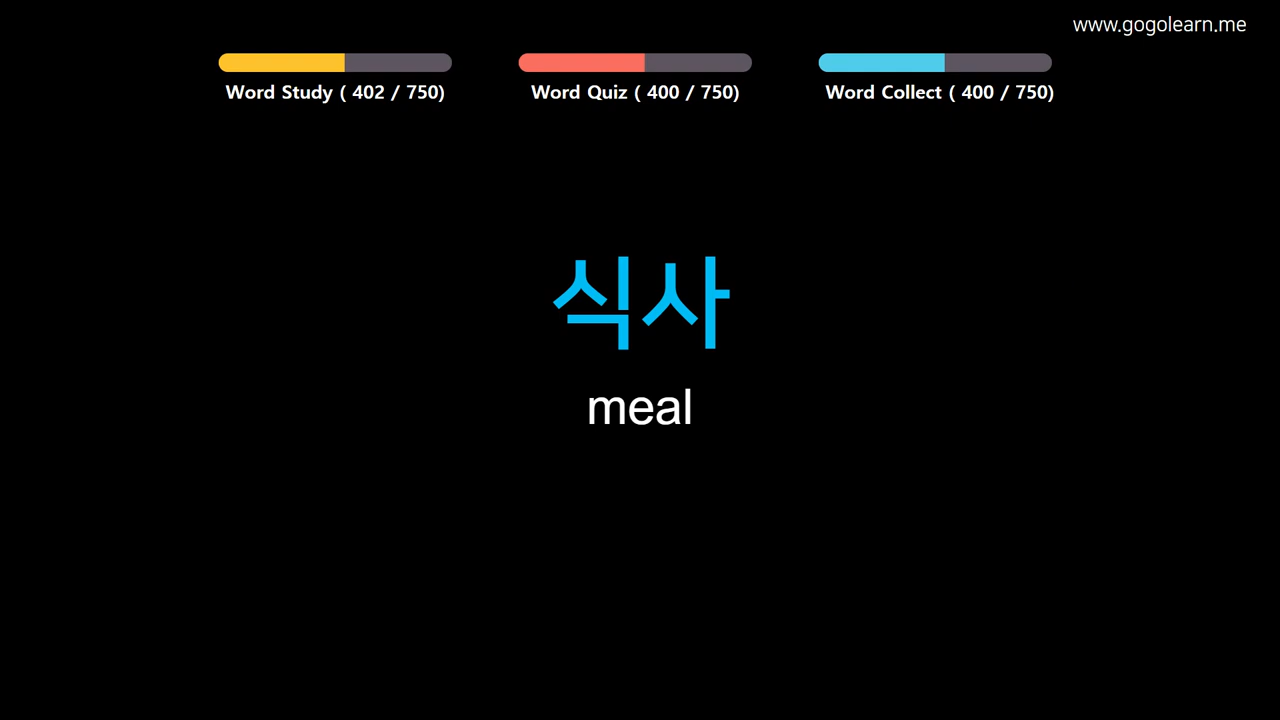 www.gogolearn.me
Word Study ( 402 / 750)
Word Quiz ( 400 / 750)
Word Collect ( 400 / 750)
식사
meal